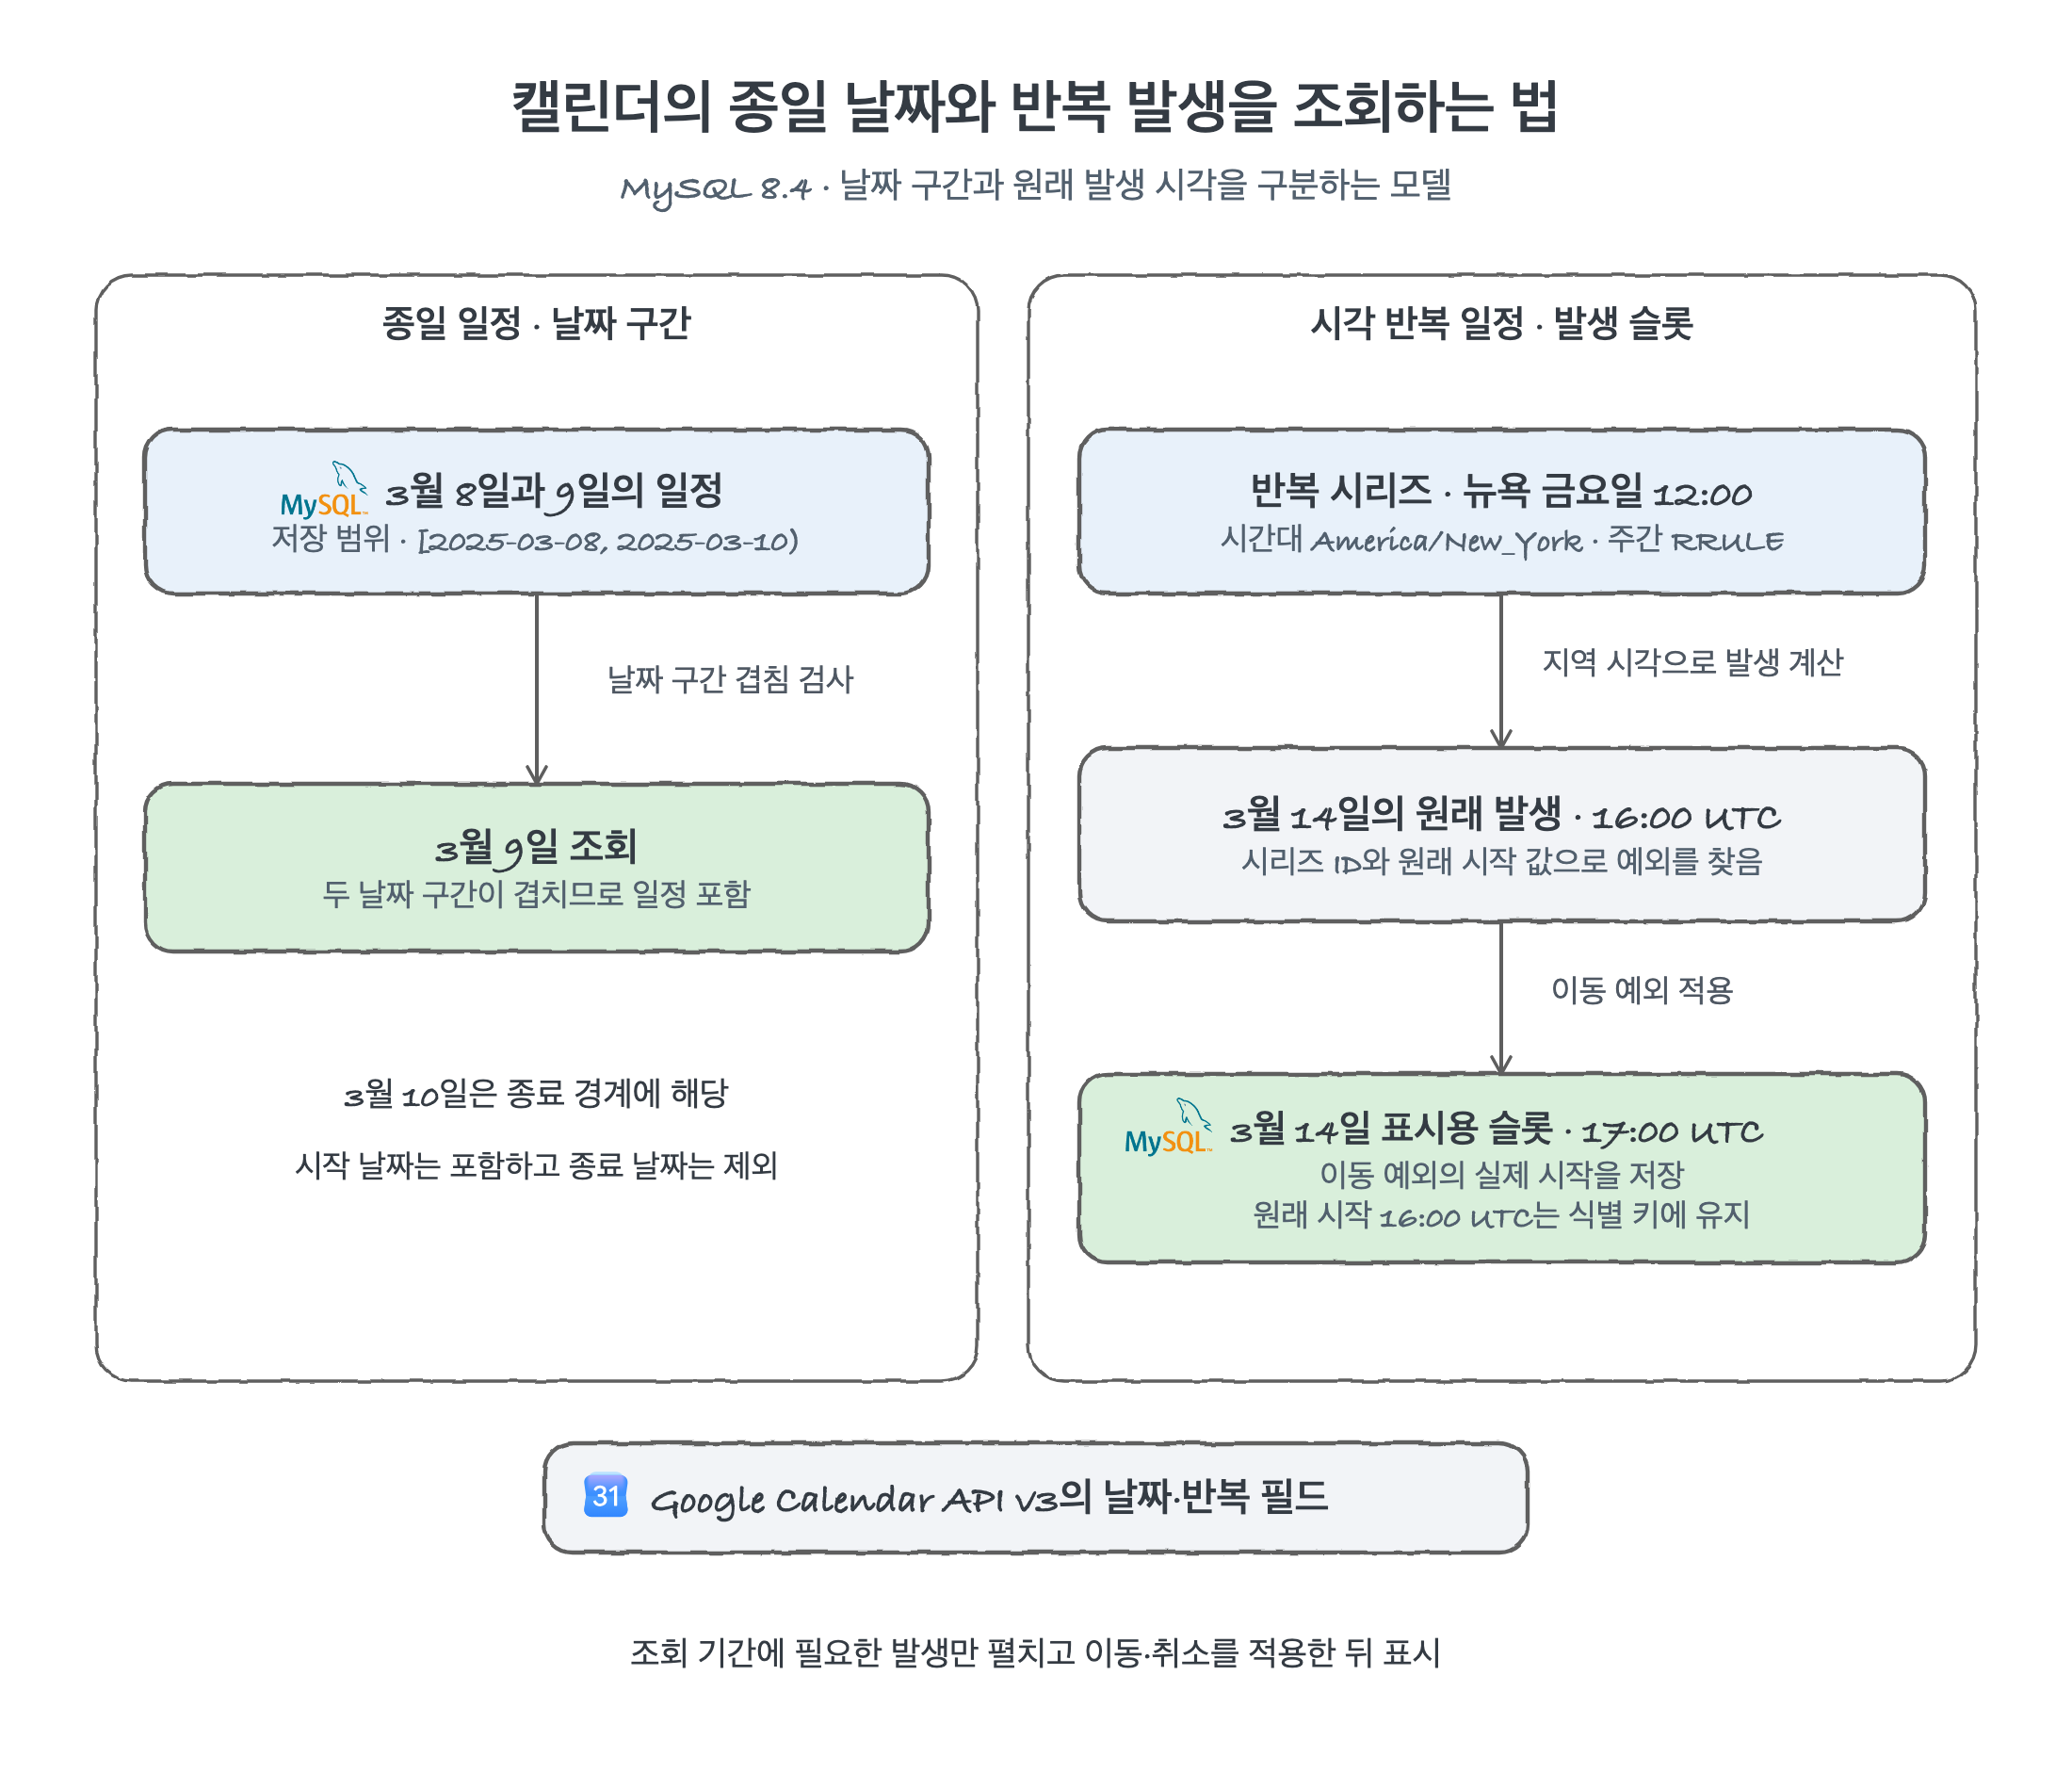 캘린더의 종일 날짜와 반복 발생을 조회하는 법
MySQL 8.4 · 날짜 구간과 원래 발생 시각을 구분하는 모델
종일 일정 · 날짜 구간
MySQL 3월 8일과 9일의 일정
저장 범위 · [2025-03-08, 2025-03-10)
날짜 구간 겹침 검사
3월 9일 조회
두 날짜 구간이 겹치므로 일정 포함
3월 10일은 종료 경계에 해당
시작 날짜는 포함하고 종료 날짜는 제외
시각 반복 일정 · 발생 슬롯
반복 시리즈 · 뉴욕 금요일 12:00
시간대 America/New_York · 주간 RRULE
지역 시각으로 발생 계산
3월 14일의 원래 발생 · 16:00 UTC
시리즈 ID와 원래 시작 값으로 예외를 찾음
이동 예외 적용
MySQL 3월 14일 표시용 슬롯 · 17:00 UTC
이동 예외의 실제 시작을 저장
원래 시작 16:00 UTC는 식별 키에 유지
31 Google Calendar API v3의 날짜·반복 필드
조회 기간에 필요한 발생만 펼치고 이동·취소를 적용한 뒤 표시